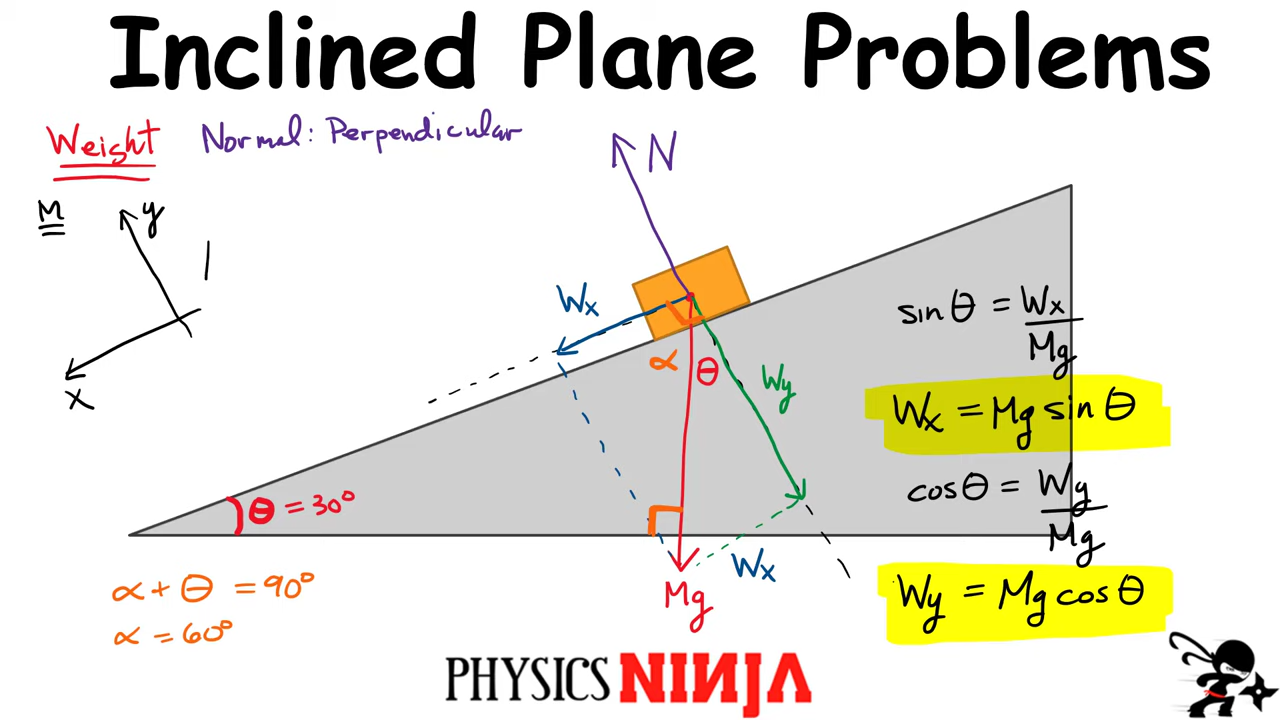 Inclined Plane Problems
Weight
Normal: Perpendicular
N
M
y
x
Wx
α
θ
Wy
sin θ = Wx / Mg
Wx = Mg sin θ
cos θ = Wy / Mg
Wy = Mg cos θ
θ = 30°
Wx
Mg
α + θ = 90°
α = 60°
PHYSICS NINJA